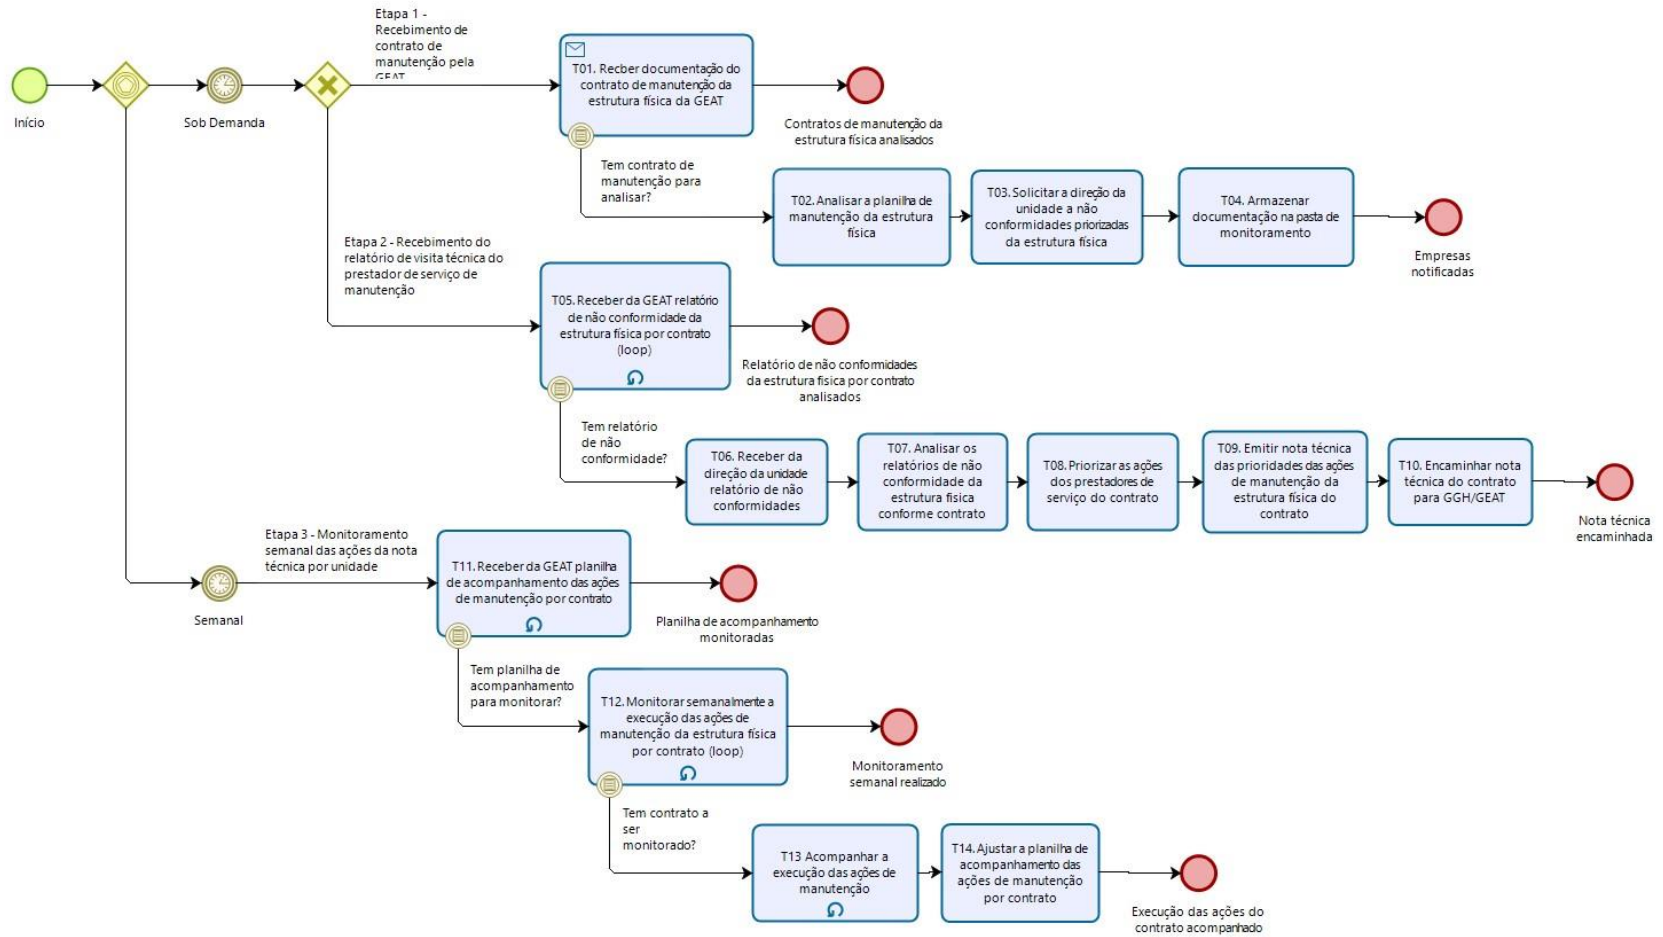 Etapa 1 -
Recebimento de
contrato de
manutenção pela
GEAT
T01. Recber documentação do
contrato de manutenção da
estrutura física da GEAT
Início
Sob Demanda
Contratos de manutenção da
estrutura física analisados
Tem contrato de
manutenção para
analisar?
T02. Analisar a planilha de
manutenção da estrutura
física
T03. Solicitar a direção da
unidade a não
conformidades priorizadas
da estrutura física
T04. Armazenar
documentação na pasta de
monitoramento
Empresas
notificadas
Etapa 2 - Recebimento do
relatório de visita técnica do
prestador de serviço de
manutenção
T05. Receber da GEAT relatório
de não conformidade da
estrutura física por contrato
(loop)
Relatório de não conformidades
da estrutura fisica por contrato
analisados
Tem relatório
de não
conformidade?
T06. Receber da
direção da unidade
relatório de não
conformidades
T07. Analisar os
relatórios de não
conformidade da
estrutura fisica
conforme contrato
T08. Priorizar as ações
dos prestadores de
serviço do contrato
T09. Emitir nota técnica
das prioridades das ações
de manutenção da
estrutura física do
contrato
T10. Encaminhar nota
técnica do contrato
para GGH/GEAT
Nota técnica
encaminhada
Etapa 3 - Monitoramento
semanal das ações da nota
técnica por unidade
Semanal
T11. Receber da GEAT planilha
de acompanhamento das ações
de manutenção por contrato
Planilha de acompanhamento
monitoradas
Tem planilha de
acompanhamento
para monitorar?
T12. Monitorar semanalmente a
execução das ações de
manutenção da estrutura física
por contrato (loop)
Monitoramento
semanal realizado
Tem contrato a
ser
monitorado?
T13 Acompanhar a
execução das ações de
manutenção
T14. Ajustar a planilha de
acompanhamento das
ações de manutenção
por contrato
Execução das ações do
contrato acompanhado